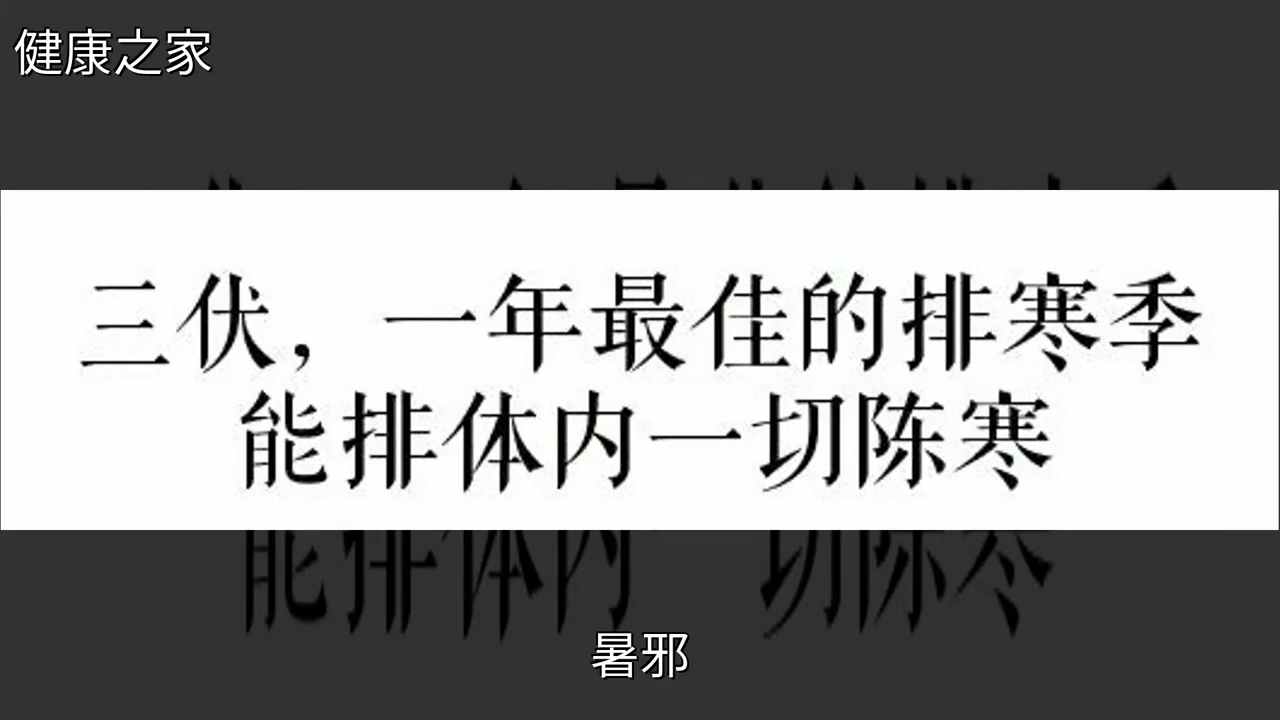 健康之家
三伏，一年最佳的排寒季
能排体内一切陈寒
暑邪